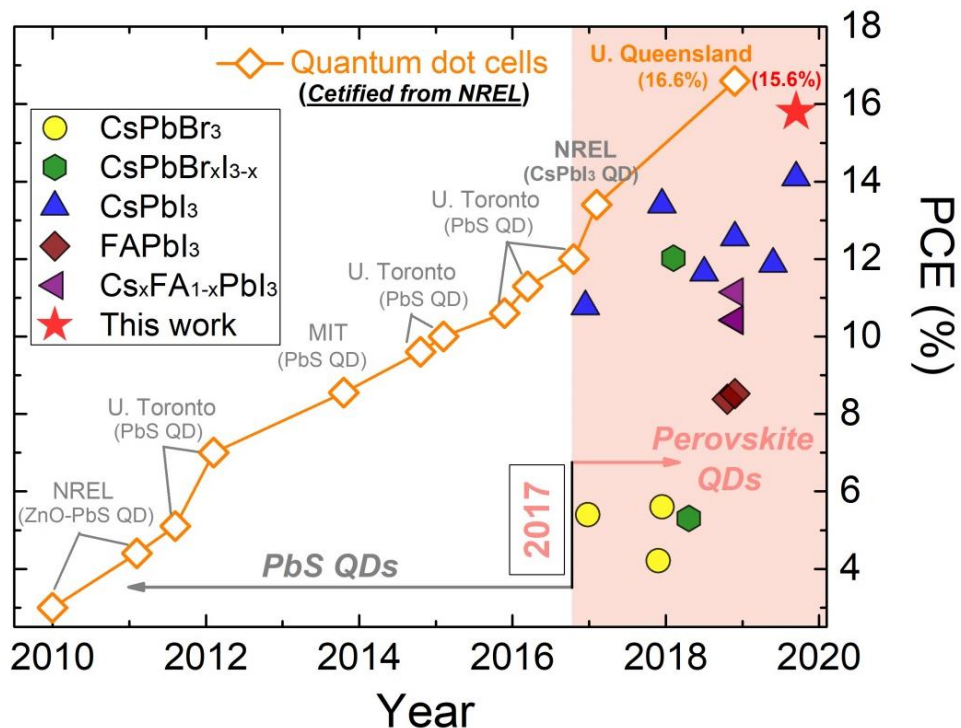 Quantum dot cells
(Cetified from NREL)
U. Queensland
(16.6%)
(15.6%)
CsPbBr₃
CsPbBrₓI₃₋ₓ
CsPbI₃
FAPbI₃
CsₓFA₁₋ₓPbI₃
This work
NREL
(CsPbI₃ QD)
U. Toronto
(PbS QD)
U. Toronto
(PbS QD)
MIT
(PbS QD)
U. Toronto
(PbS QD)
NREL
(ZnO-PbS QD)
Perovskite
QDs
2017
PbS QDs
18
16
14
12
10
8
6
4
PCE (%)
2010
2012
2014
2016
2018
2020
Year